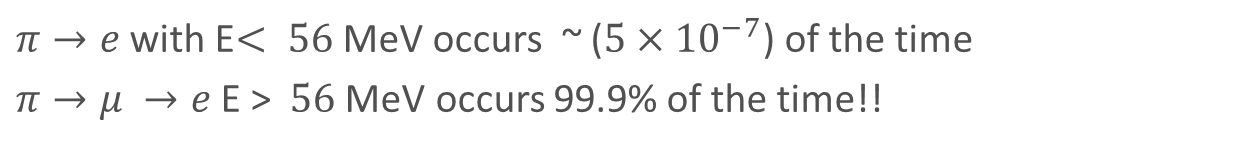 𝜋 → 𝑒 with E< 56 MeV occurs ~(5 × 10⁻⁷) of the time
𝜋 → 𝜇 → 𝑒 E > 56 MeV occurs 99.9% of the time!!